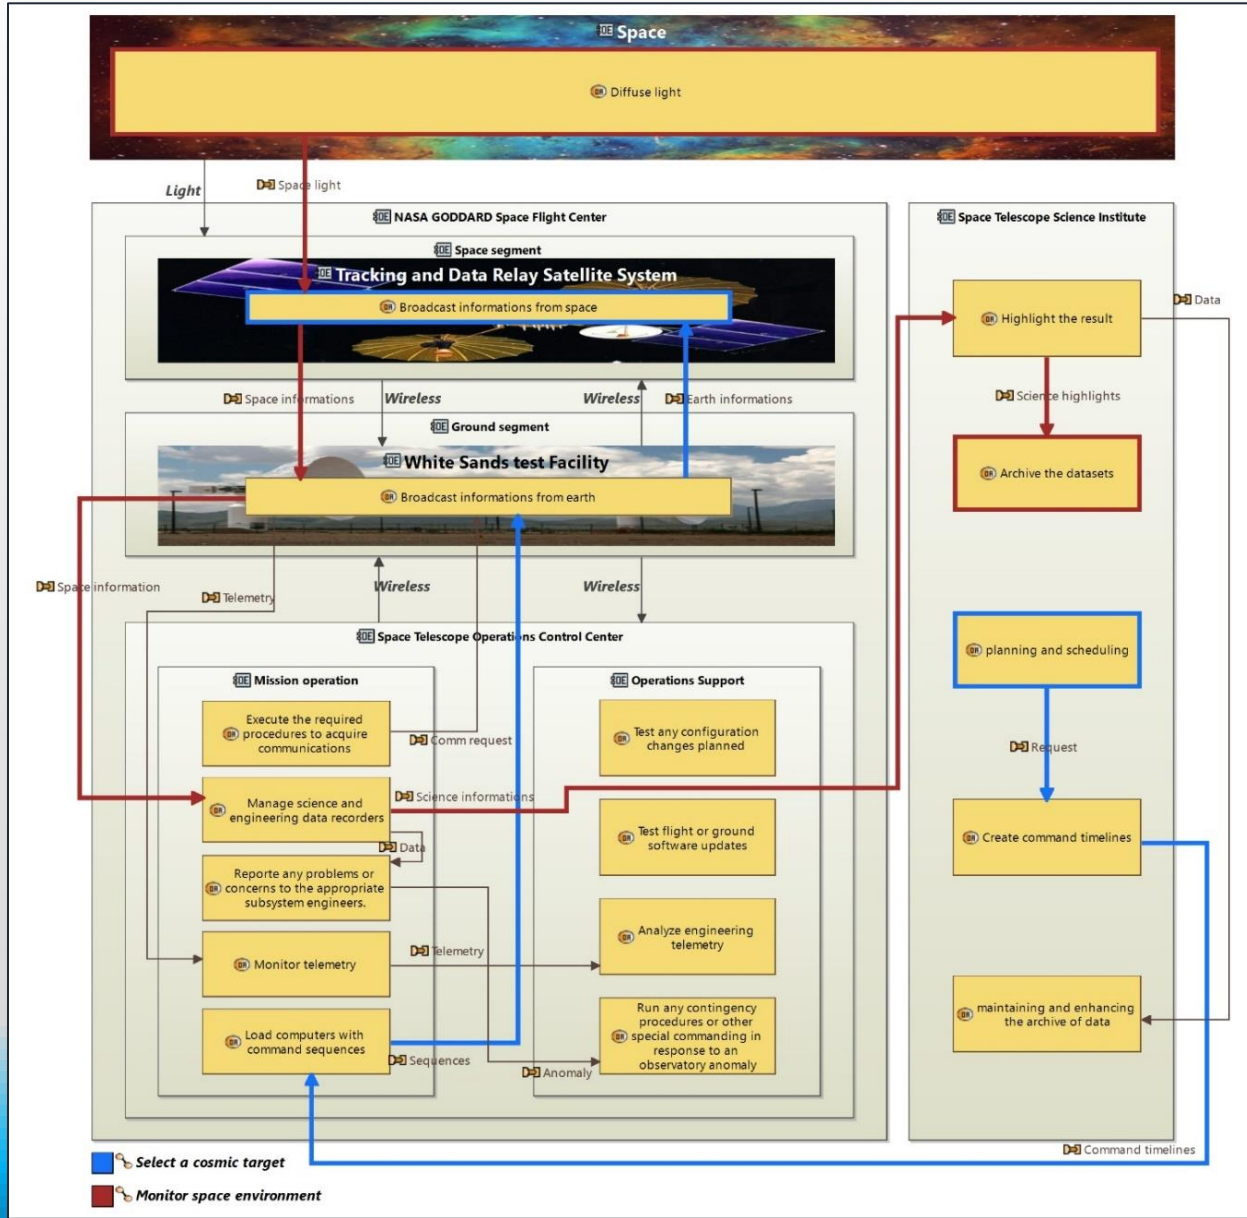 Space
Diffuse light
Light
Space light
NASA GODDARD Space Flight Center
Space Telescope Science Institute
Space segment
Tracking and Data Relay Satellite System
Broadcast informations from space
Highlight the result
Data
Space informations
Wireless
Wireless
Earth informations
Science highlights
Ground segment
White Sands test Facility
Archive the datasets
Broadcast informations from earth
Space information
Telemetry
Wireless
Wireless
Space Telescope Operations Control Center
planning and scheduling
Mission operation
Operations Support
Execute the required
procedures to acquire
communications
Comm request
Test any configuration
changes planned
Request
Manage science and
engineering data recorders
Science informations
Data
Test flight or ground
software updates
Create command timelines
Reporte any problems or
concerns to the appropriate
subsystem engineers.
Monitor telemetry
Telemetry
Analyze engineering
telemetry
Load computers with
command sequences
Sequences
Run any contingency
procedures or other
special commanding in
response to an
observatory anomaly
Anomaly
maintaining and enhancing
the archive of data
Command timelines
Select a cosmic target
Monitor space environment